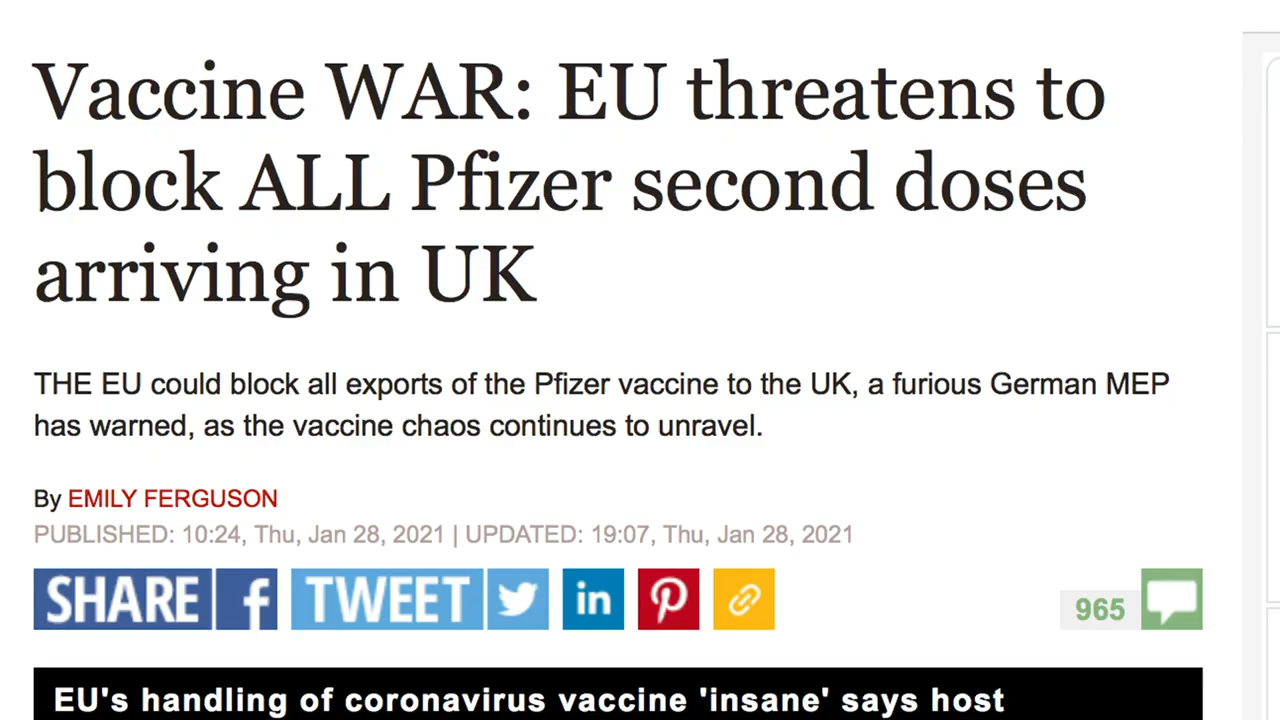 Vaccine WAR: EU threatens to
block ALL Pfizer second doses
arriving in UK
THE EU could block all exports of the Pfizer vaccine to the UK, a furious German MEP
has warned, as the vaccine chaos continues to unravel.
By EMILY FERGUSON
PUBLISHED: 10:24, Thu, Jan 28, 2021 | UPDATED: 19:07, Thu, Jan 28, 2021
SHARE f TWEET in 965
EU's handling of coronavirus vaccine 'insane' says host